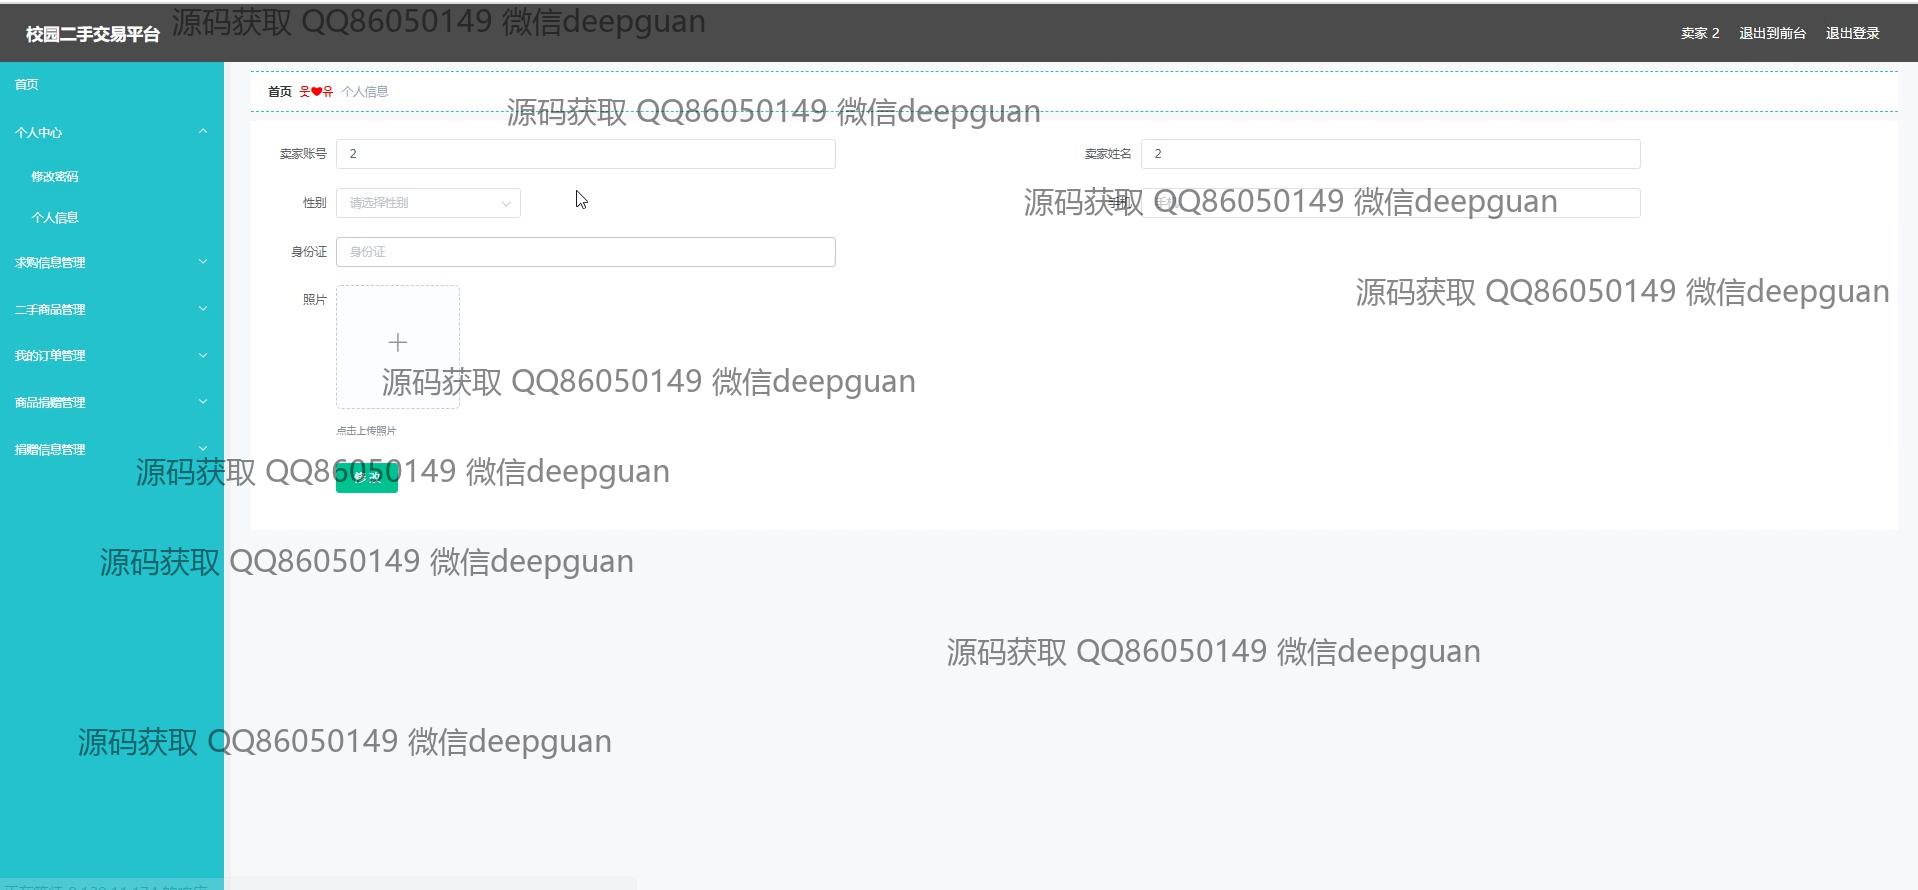 校园二手交易平台
源码获取 QQ86050149 微信deepguan
卖家 2 退出到前台 退出登录
首页
个人中心
修改密码
个人信息
求购信息管理
二手商品管理
我的订单管理
商品捐赠管理
捐赠信息管理
首页 웃❤유 个人信息
源码获取 QQ86050149 微信deepguan
卖家账号 2
卖家姓名 2
性别 请选择性别
手机 手机
源码获取 QQ86050149 微信deepguan
身份证 身份证
源码获取 QQ86050149 微信deepguan
照片
源码获取 QQ86050149 微信deepguan
点击上传照片
修改
源码获取 QQ86050149 微信deepguan
源码获取 QQ86050149 微信deepguan
源码获取 QQ86050149 微信deepguan
源码获取 QQ86050149 微信deepguan